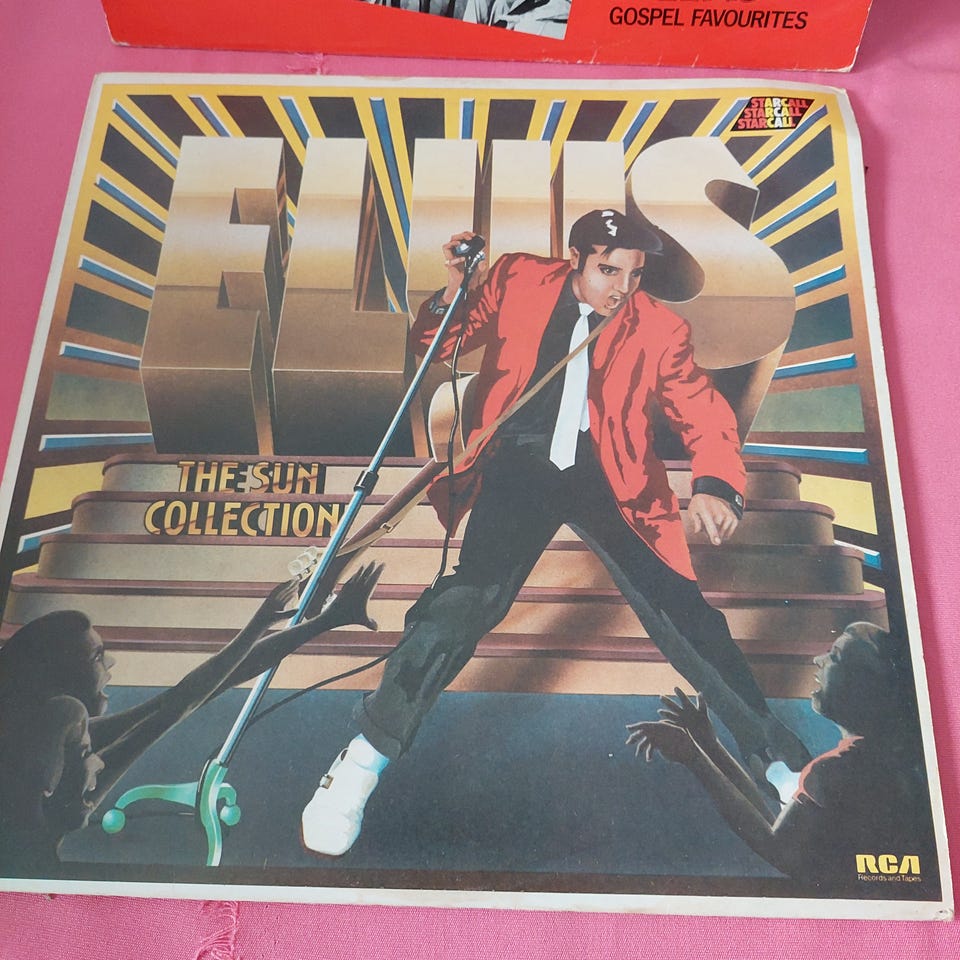 GOSPEL FAVOURITES
STARCALL
STARCALL
STARCALL
ELVIS
THE SUN
COLLECTION
RCA
Records and Tapes